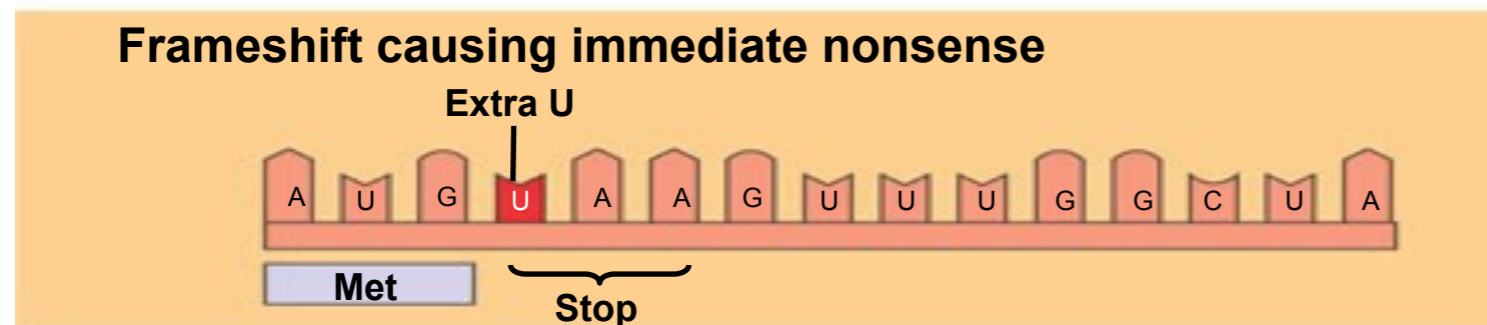 Frameshift causing immediate nonsense
Extra U
A U G U A A G U U U G G C U A
Met
Stop